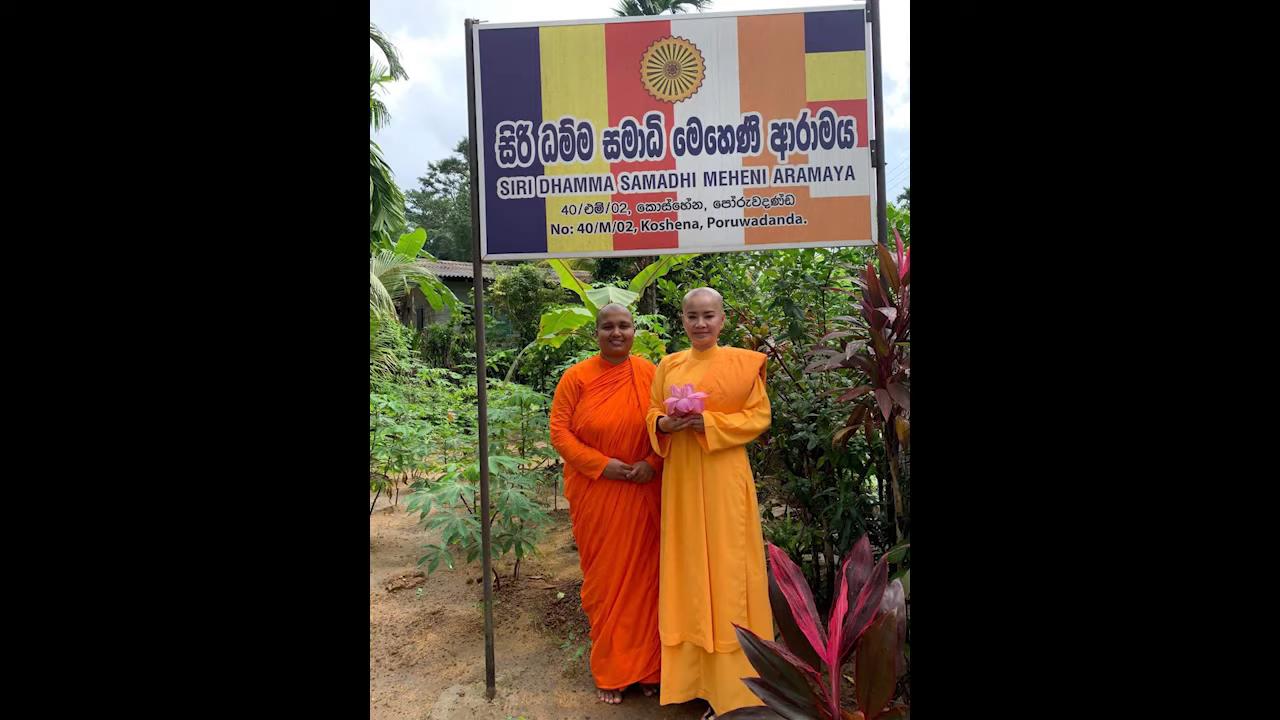 සිරි ධම්ම සමාධි මෙහෙණි ආරාමය
SIRI DHAMMA SAMADHI MEHENI ARAMAYA
40/එම්/02, කොස්හේන, පෝරුවදණ්ඩ
No: 40/M/02, Koshena, Poruwadanda.